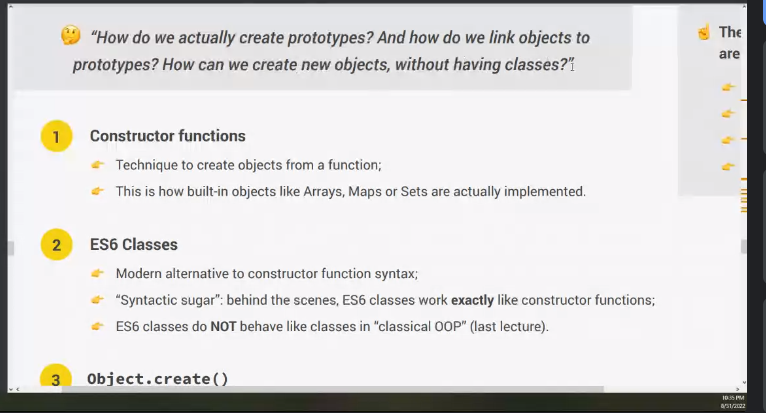 🤔 “How do we actually create prototypes? And how do we link objects to
prototypes? How can we create new objects, without having classes?”
☝️ The
are
1 Constructor functions
👉 Technique to create objects from a function;
👉 This is how built-in objects like Arrays, Maps or Sets are actually implemented.
2 ES6 Classes
👉 Modern alternative to constructor function syntax;
👉 “Syntactic sugar”: behind the scenes, ES6 classes work exactly like constructor functions;
👉 ES6 classes do NOT behave like classes in “classical OOP” (last lecture).
3 Object.create()
10:35 PM
8/31/2022